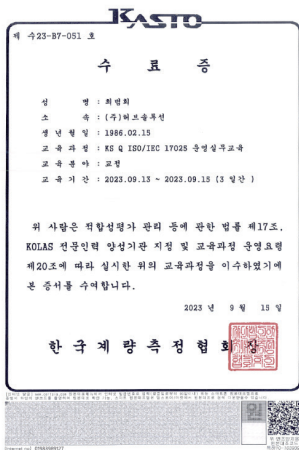 KASTO
제 수23-B7-051 호
수 료 증
성 명 : 최범희
소 속 : (주)허브솔루션
생 년 월 일 : 1986.02.15
교 육 과 정 : KS Q ISO/IEC 17025 운영실무교육
교 육 분 야 : 교정
교 육 기 간 : 2023.09.13 ~ 2023.09.15 (3 일간 )
위 사람은 적합성평가 관리 등에 관한 법률 제17조,
KOLAS 전문인력 양성기관 지정 및 교육과정 운영요령
제20조에 따라 실시한 위의 교육과정을 이수하였기에
본 증서를 수여합니다.
2023 년 9 월 15 일
한 국 계 량 측 정 협 회 장